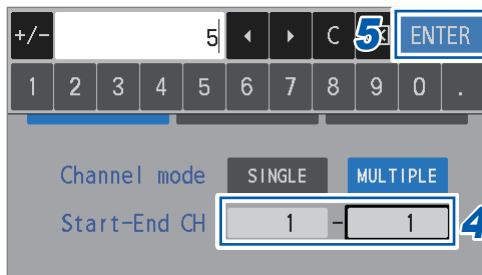 +/- 5 C 5 ENTER
1 2 3 4 5 6 7 8 9 0 .
Channel mode SINGLE MULTIPLE
Start-End CH 1 - 1 4